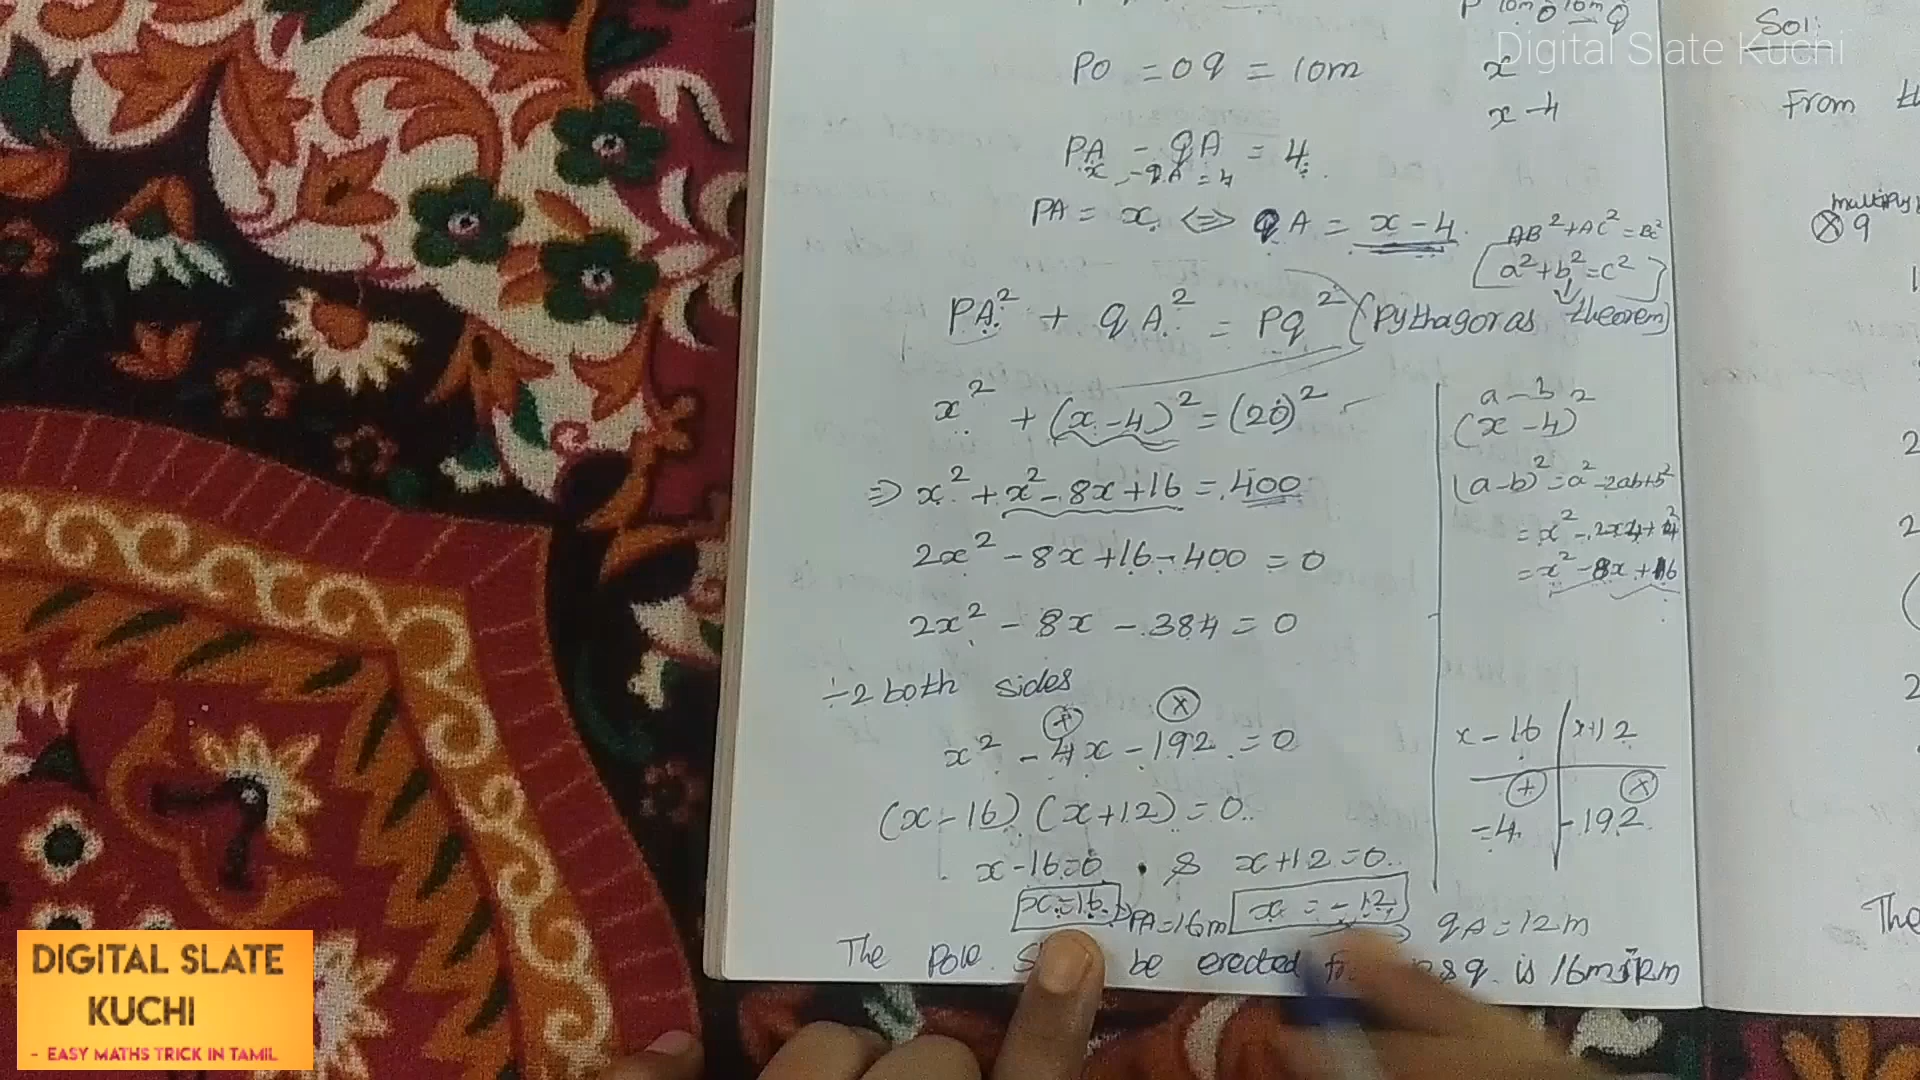 P 10m O 10m Q
PO = OQ = 10m
x
x - 4
PA - QA = 4.
x - QA = 4
PA = x ⇔ QA = x - 4.
AB² + AC² = BC²
a² + b² = c²
PA² + QA² = PQ² (Pythagoras theorem)
x² + (x - 4)² = (20)²
⇒ x² + x² - 8x + 16 = 400
2x² - 8x + 16 - 400 = 0
2x² - 8x - 384 = 0
÷2 both sides
(+) (x)
x² - 4x - 192 = 0
(x - 16) (x + 12) = 0
x - 16 = 0 & x + 12 = 0
x = 16 PA = 16m x = -12 QA = 12m
The Pole be erected is 16m
a - b 2
(x - 4)
(a - b)² = a² - 2ab + b²
= x² - 2x4 + 4²
= x² - 8x + 16
x - 16 x + 12
(+) (x)
-4 -192
Sol:
From
multiply
⊗ 9
The
Digital Slate Kuchi
DIGITAL SLATE
KUCHI
- EASY MATHS TRICK IN TAMIL